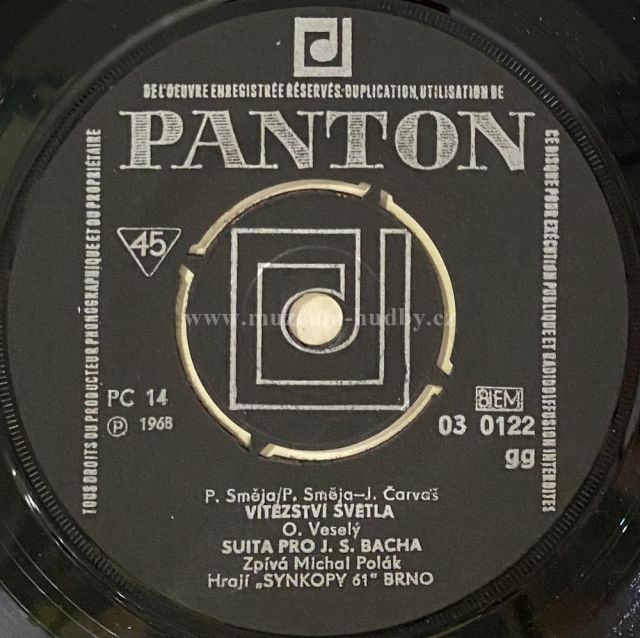 DE L'OEUVRE ENREGISTRÉE RÉSERVÉS. DUPLICATION, UTILISATION DE
PANTON
TOUS DROITS DU PRODUCTEUR PHONOGRAPHIQUE ET DU PROPRIÉTAIRE
CE DISQUE POUR EXÉCUTION PUBLIQUE ET RADIODIFFUSION INTERDITES
45
www.muzeum-hudby.cz
PC 14
Ⓟ 1968
BIEM
03 0122
gg
P. Směja/P. Směja–J. Čarvaš
VÍTĚZSTVÍ SVĚTLA
O. Veselý
SUITA PRO J. S. BACHA
Zpívá Michal Polák
Hrají „SYNKOPY 61" BRNO